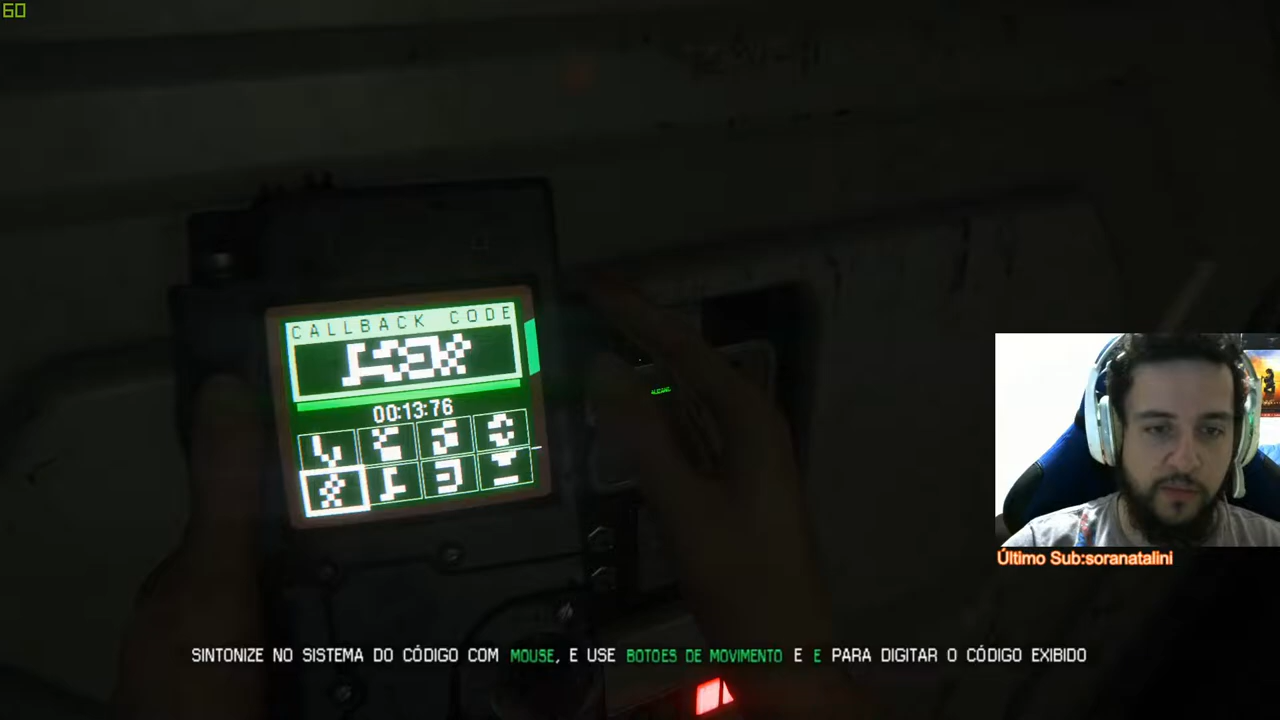 60
CALLBACK CODE
00:13:76
Último Sub:soranatalini
SINTONIZE NO SISTEMA DO CÓDIGO COM MOUSE, E USE BOTOES DE MOVIMENTO E E PARA DIGITAR O CÓDIGO EXIBIDO